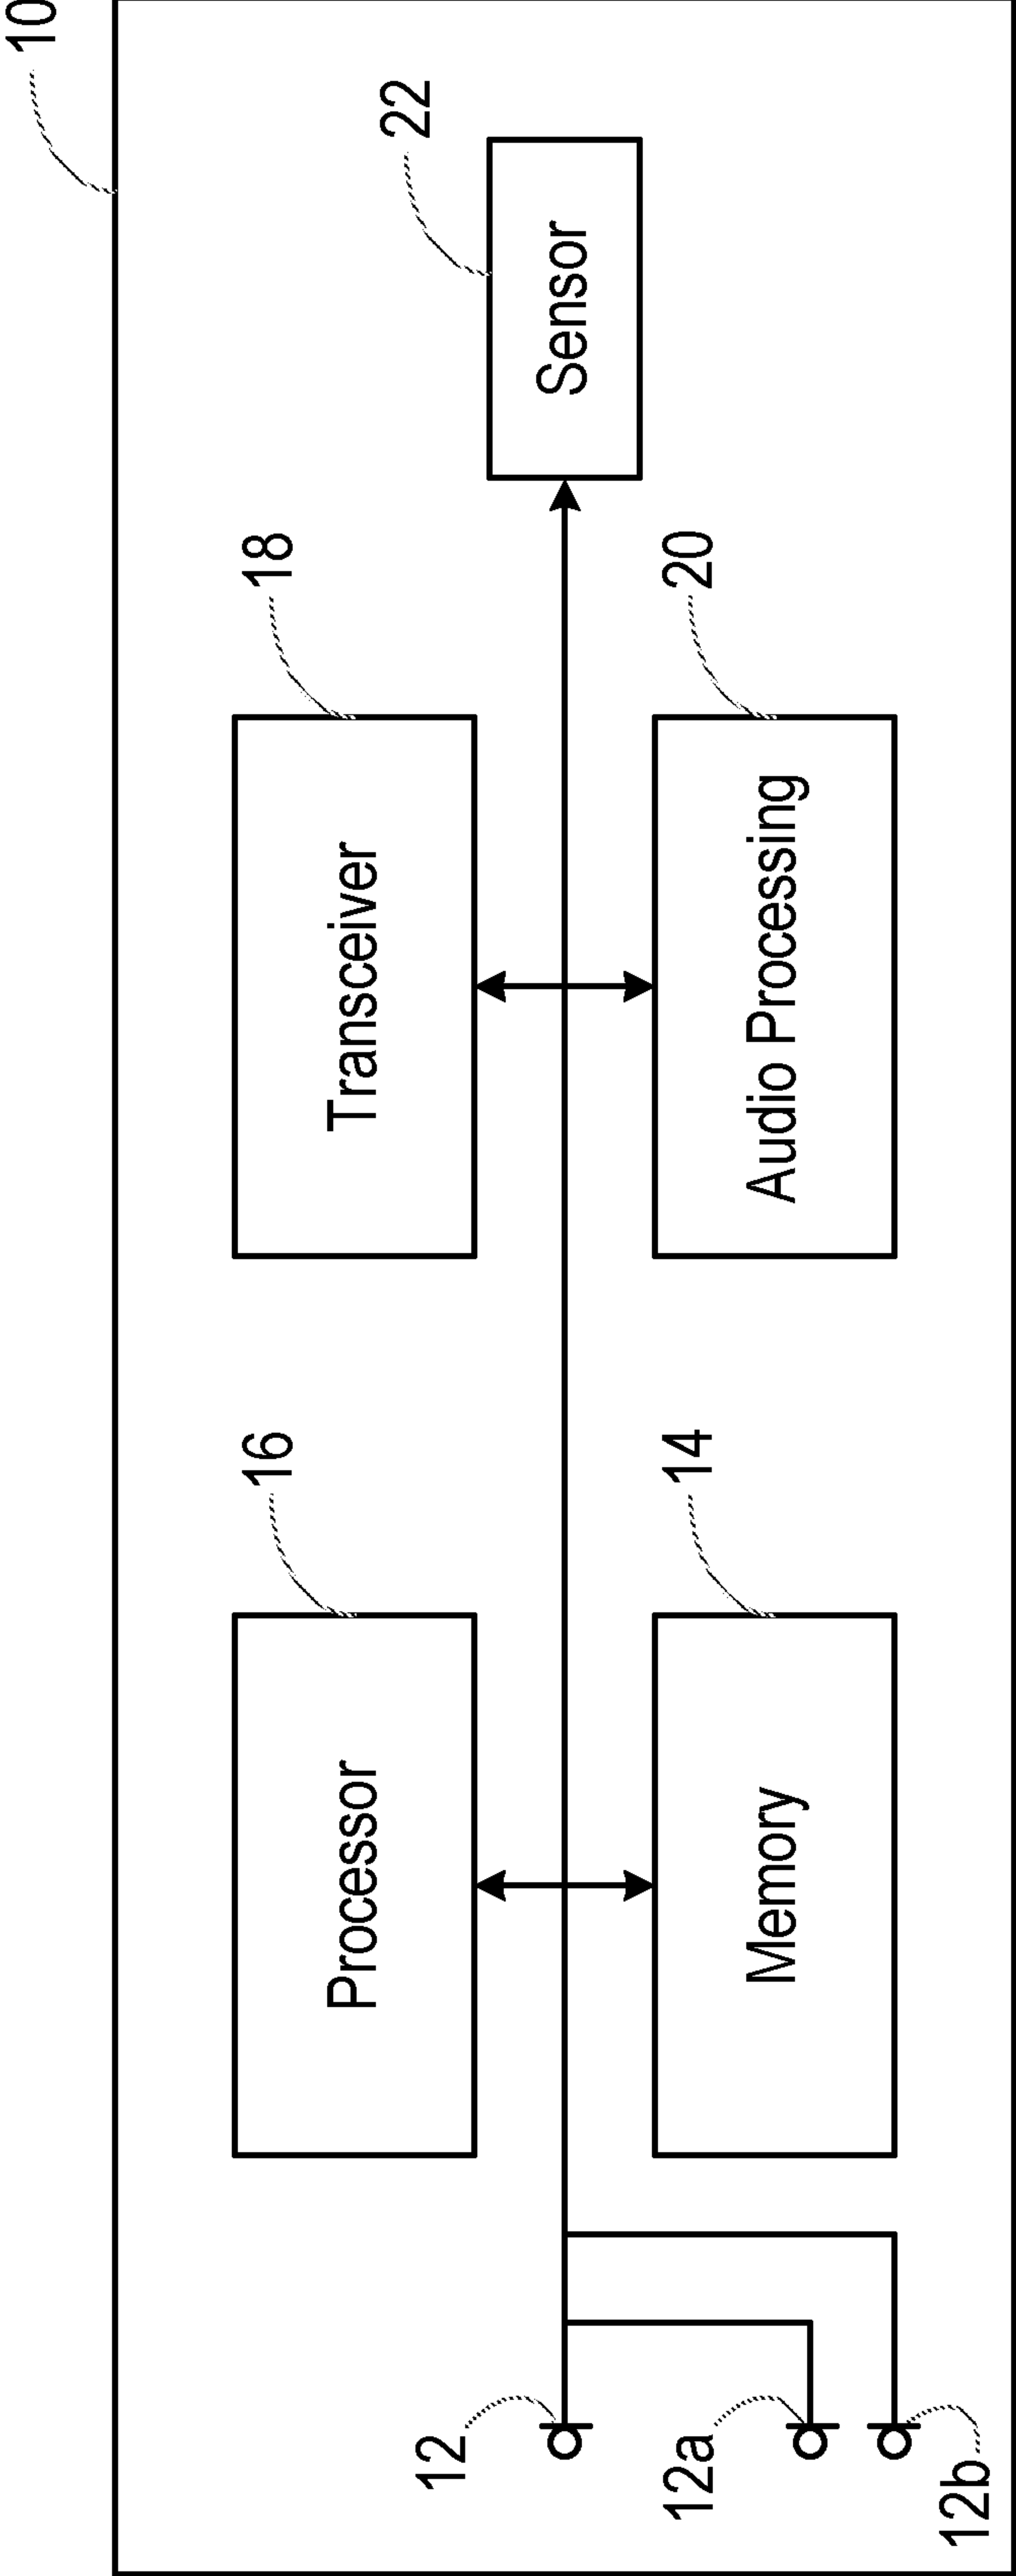 10
16
18
22
Processor
Transceiver
Sensor
12
14
20
Memory
Audio Processing
12a
12b